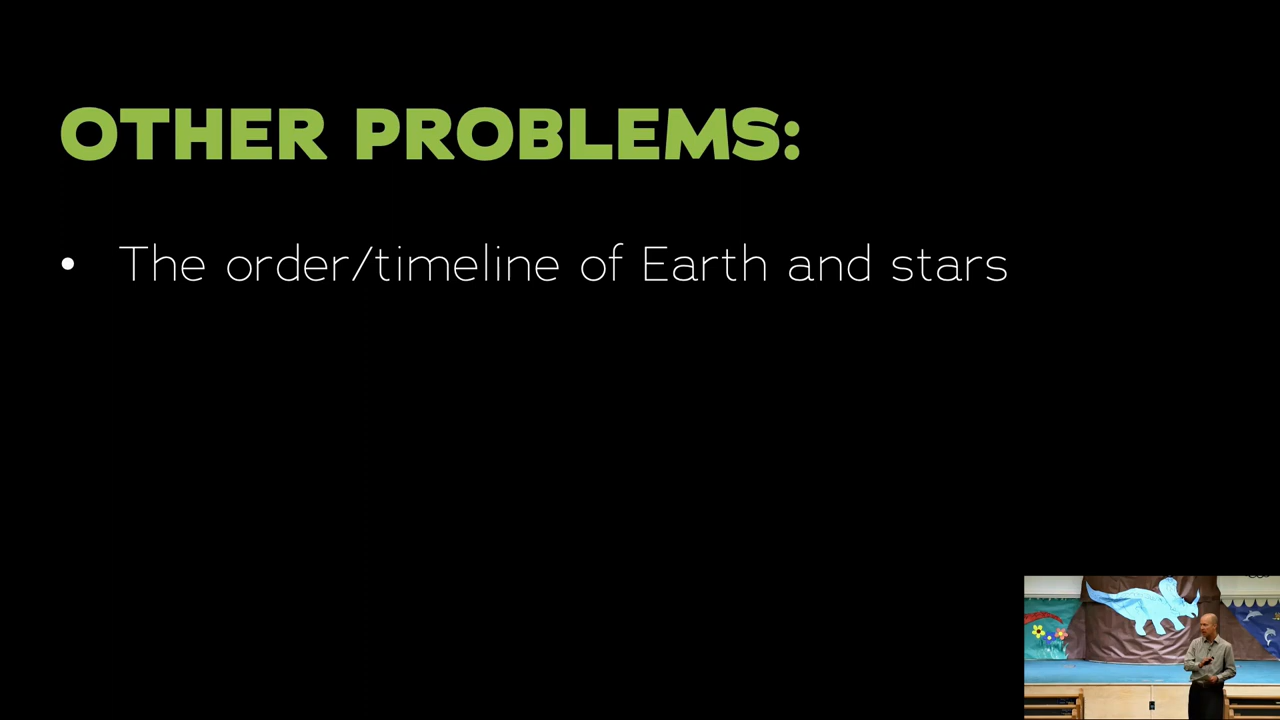 OTHER PROBLEMS:
• The order/timeline of Earth and stars